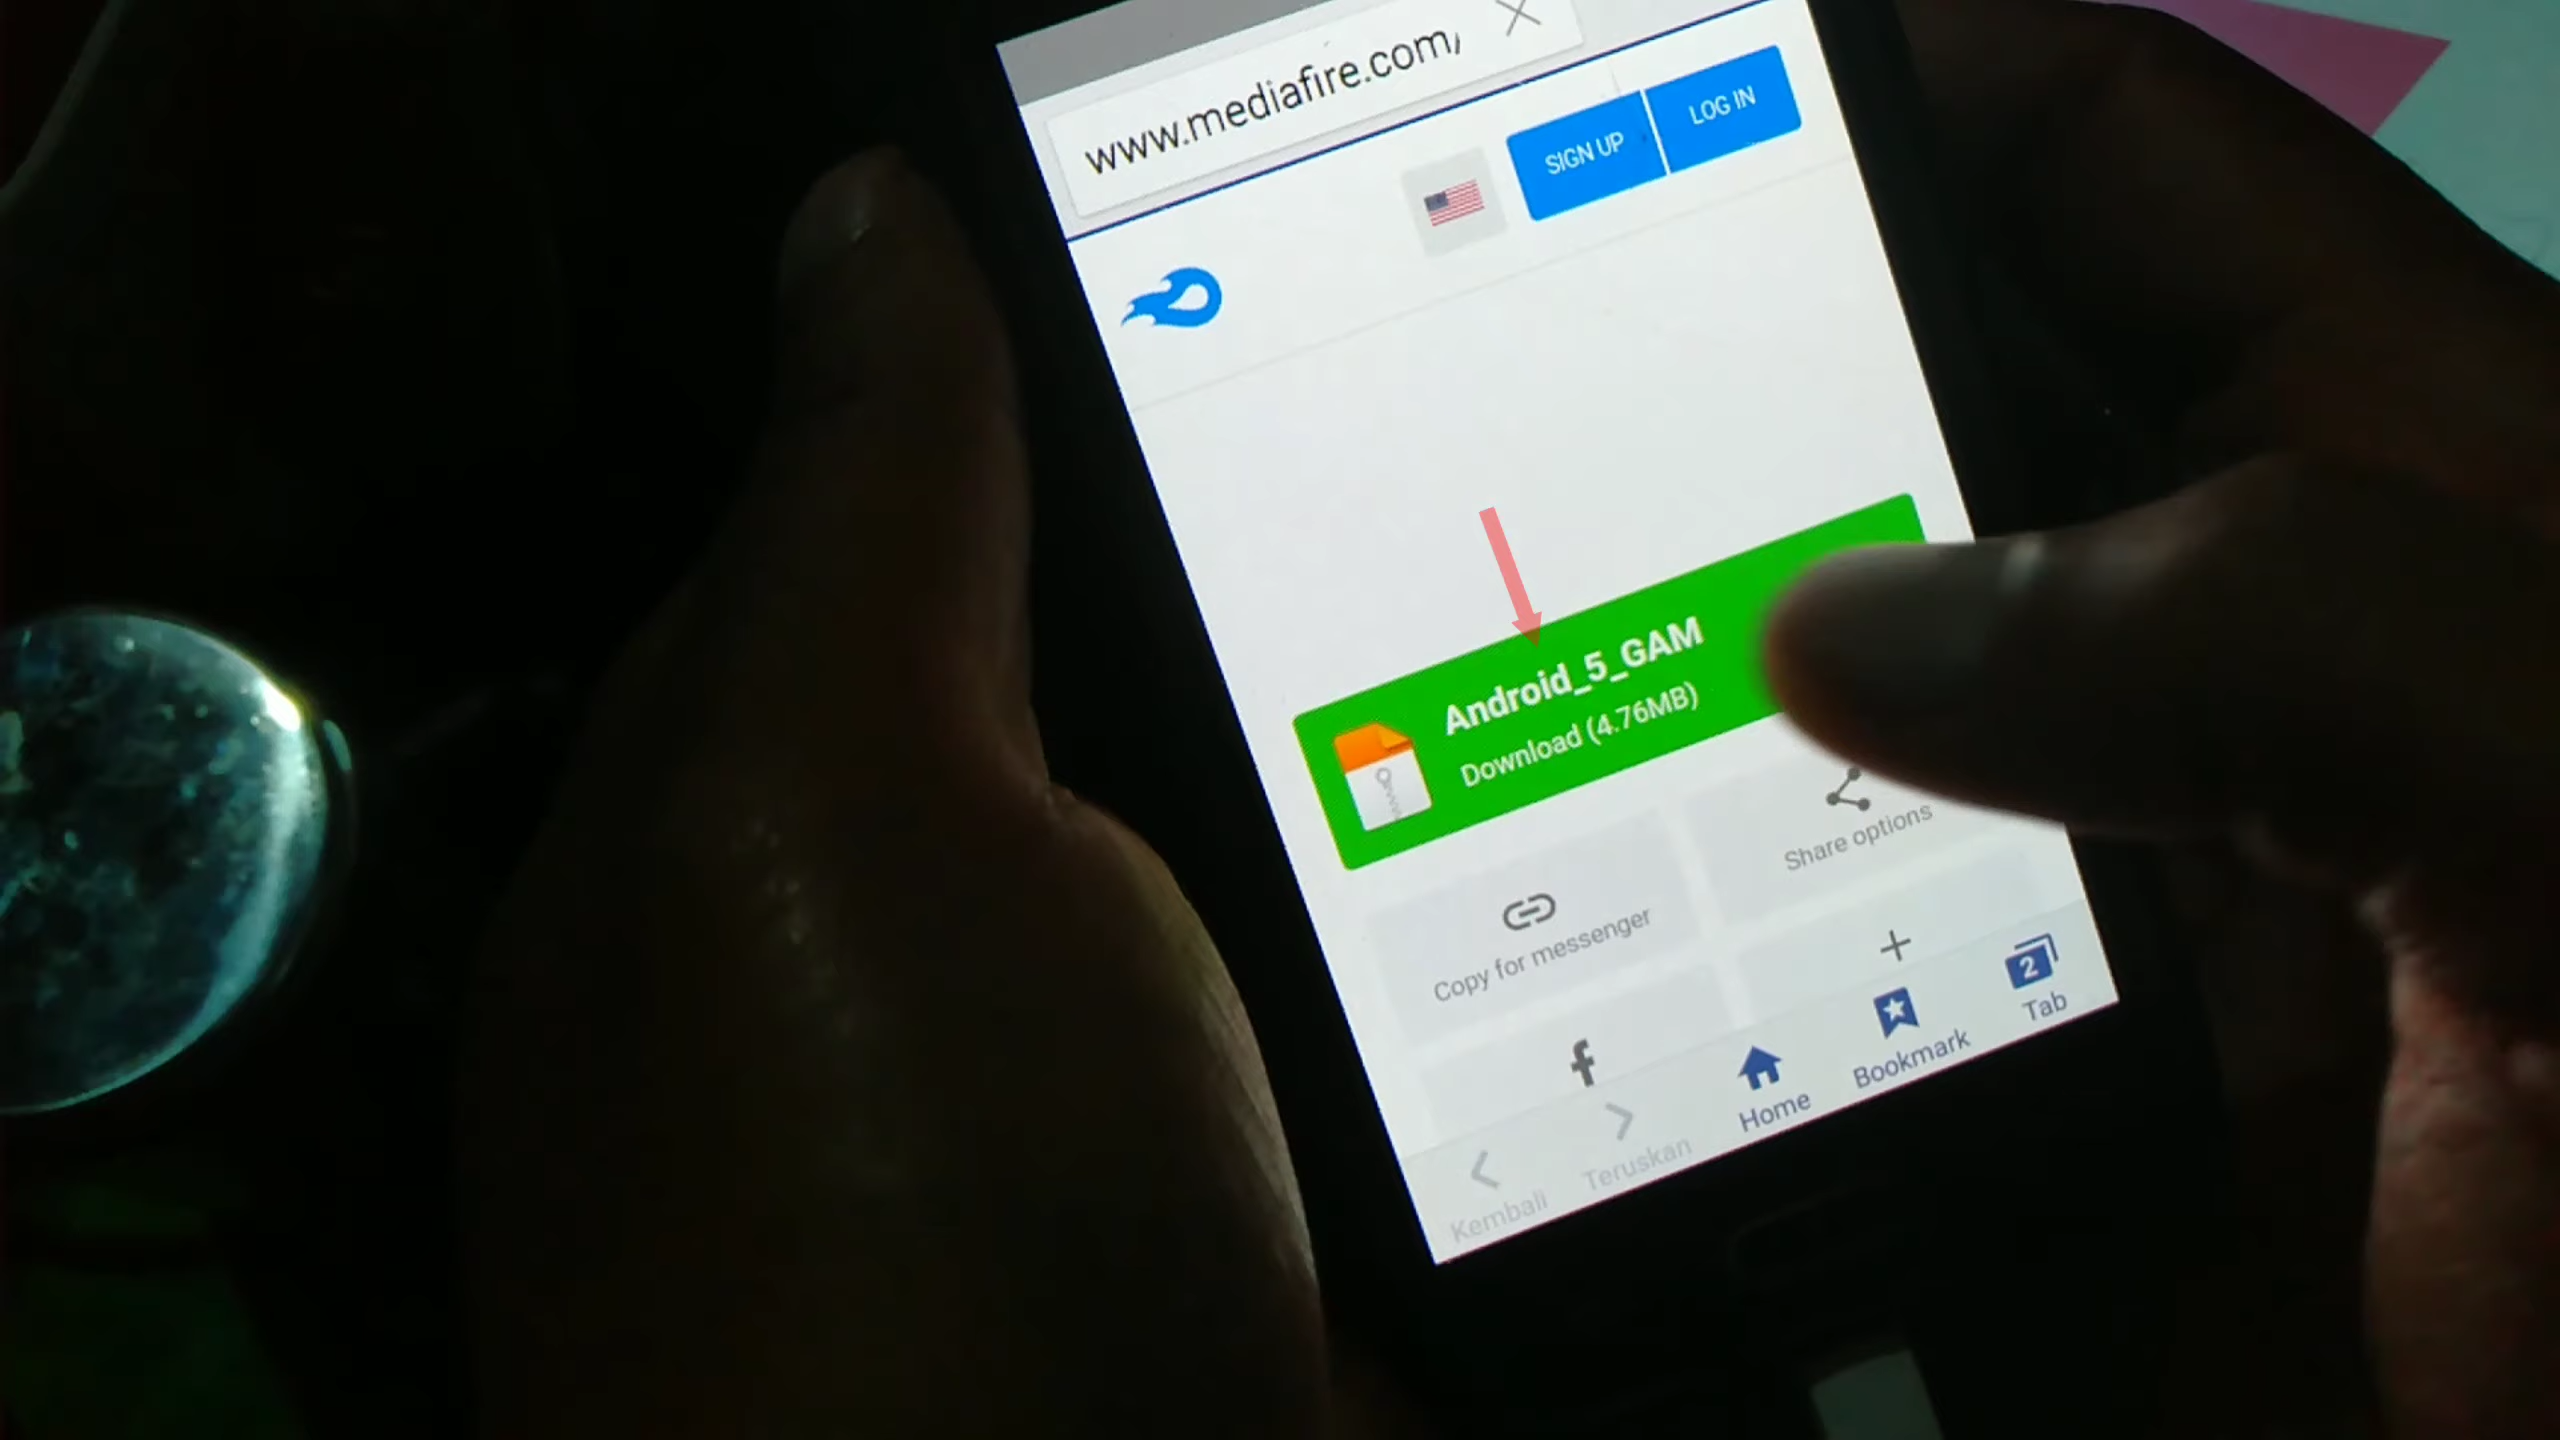 www.mediafire.com/
SIGN UP
LOG IN
Android_5_GAM
Download (4.76MB)
Copy for messenger
Share options
Kembali
Teruskan
Home
Bookmark
2
Tab